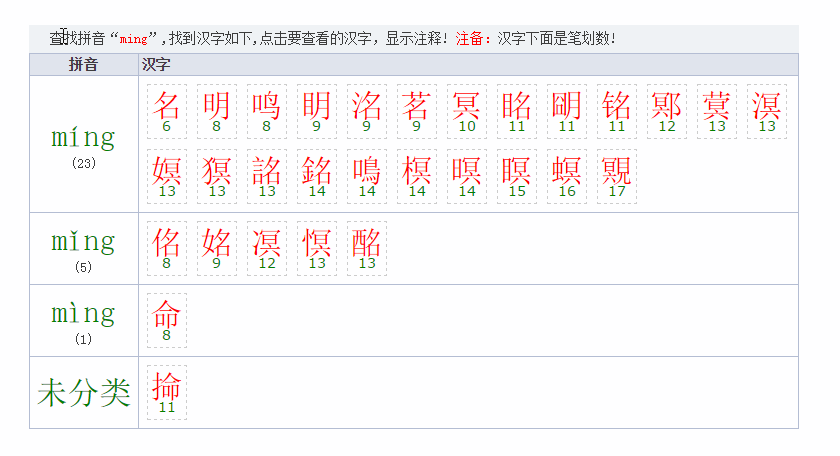 查找拼音“ming”,找到汉字如下,点击要查看的汉字，显示注释! 注备：汉字下面是笔划数!
拼音 汉字
míng
(23)
名 明 鸣 眀 洺 茗 冥 眳 朙 铭 鄍 蓂 溟
6 8 8 9 9 9 10 11 11 11 12 13 13
嫇 猽 詺 銘 鳴 榠 暝 瞑 螟 覭
13 13 13 14 14 14 14 15 16 17
mǐng
(5)
佲 姳 凕 慏 酩
8 9 12 13 13
mìng
(1)
命
8
未分类
掵
11